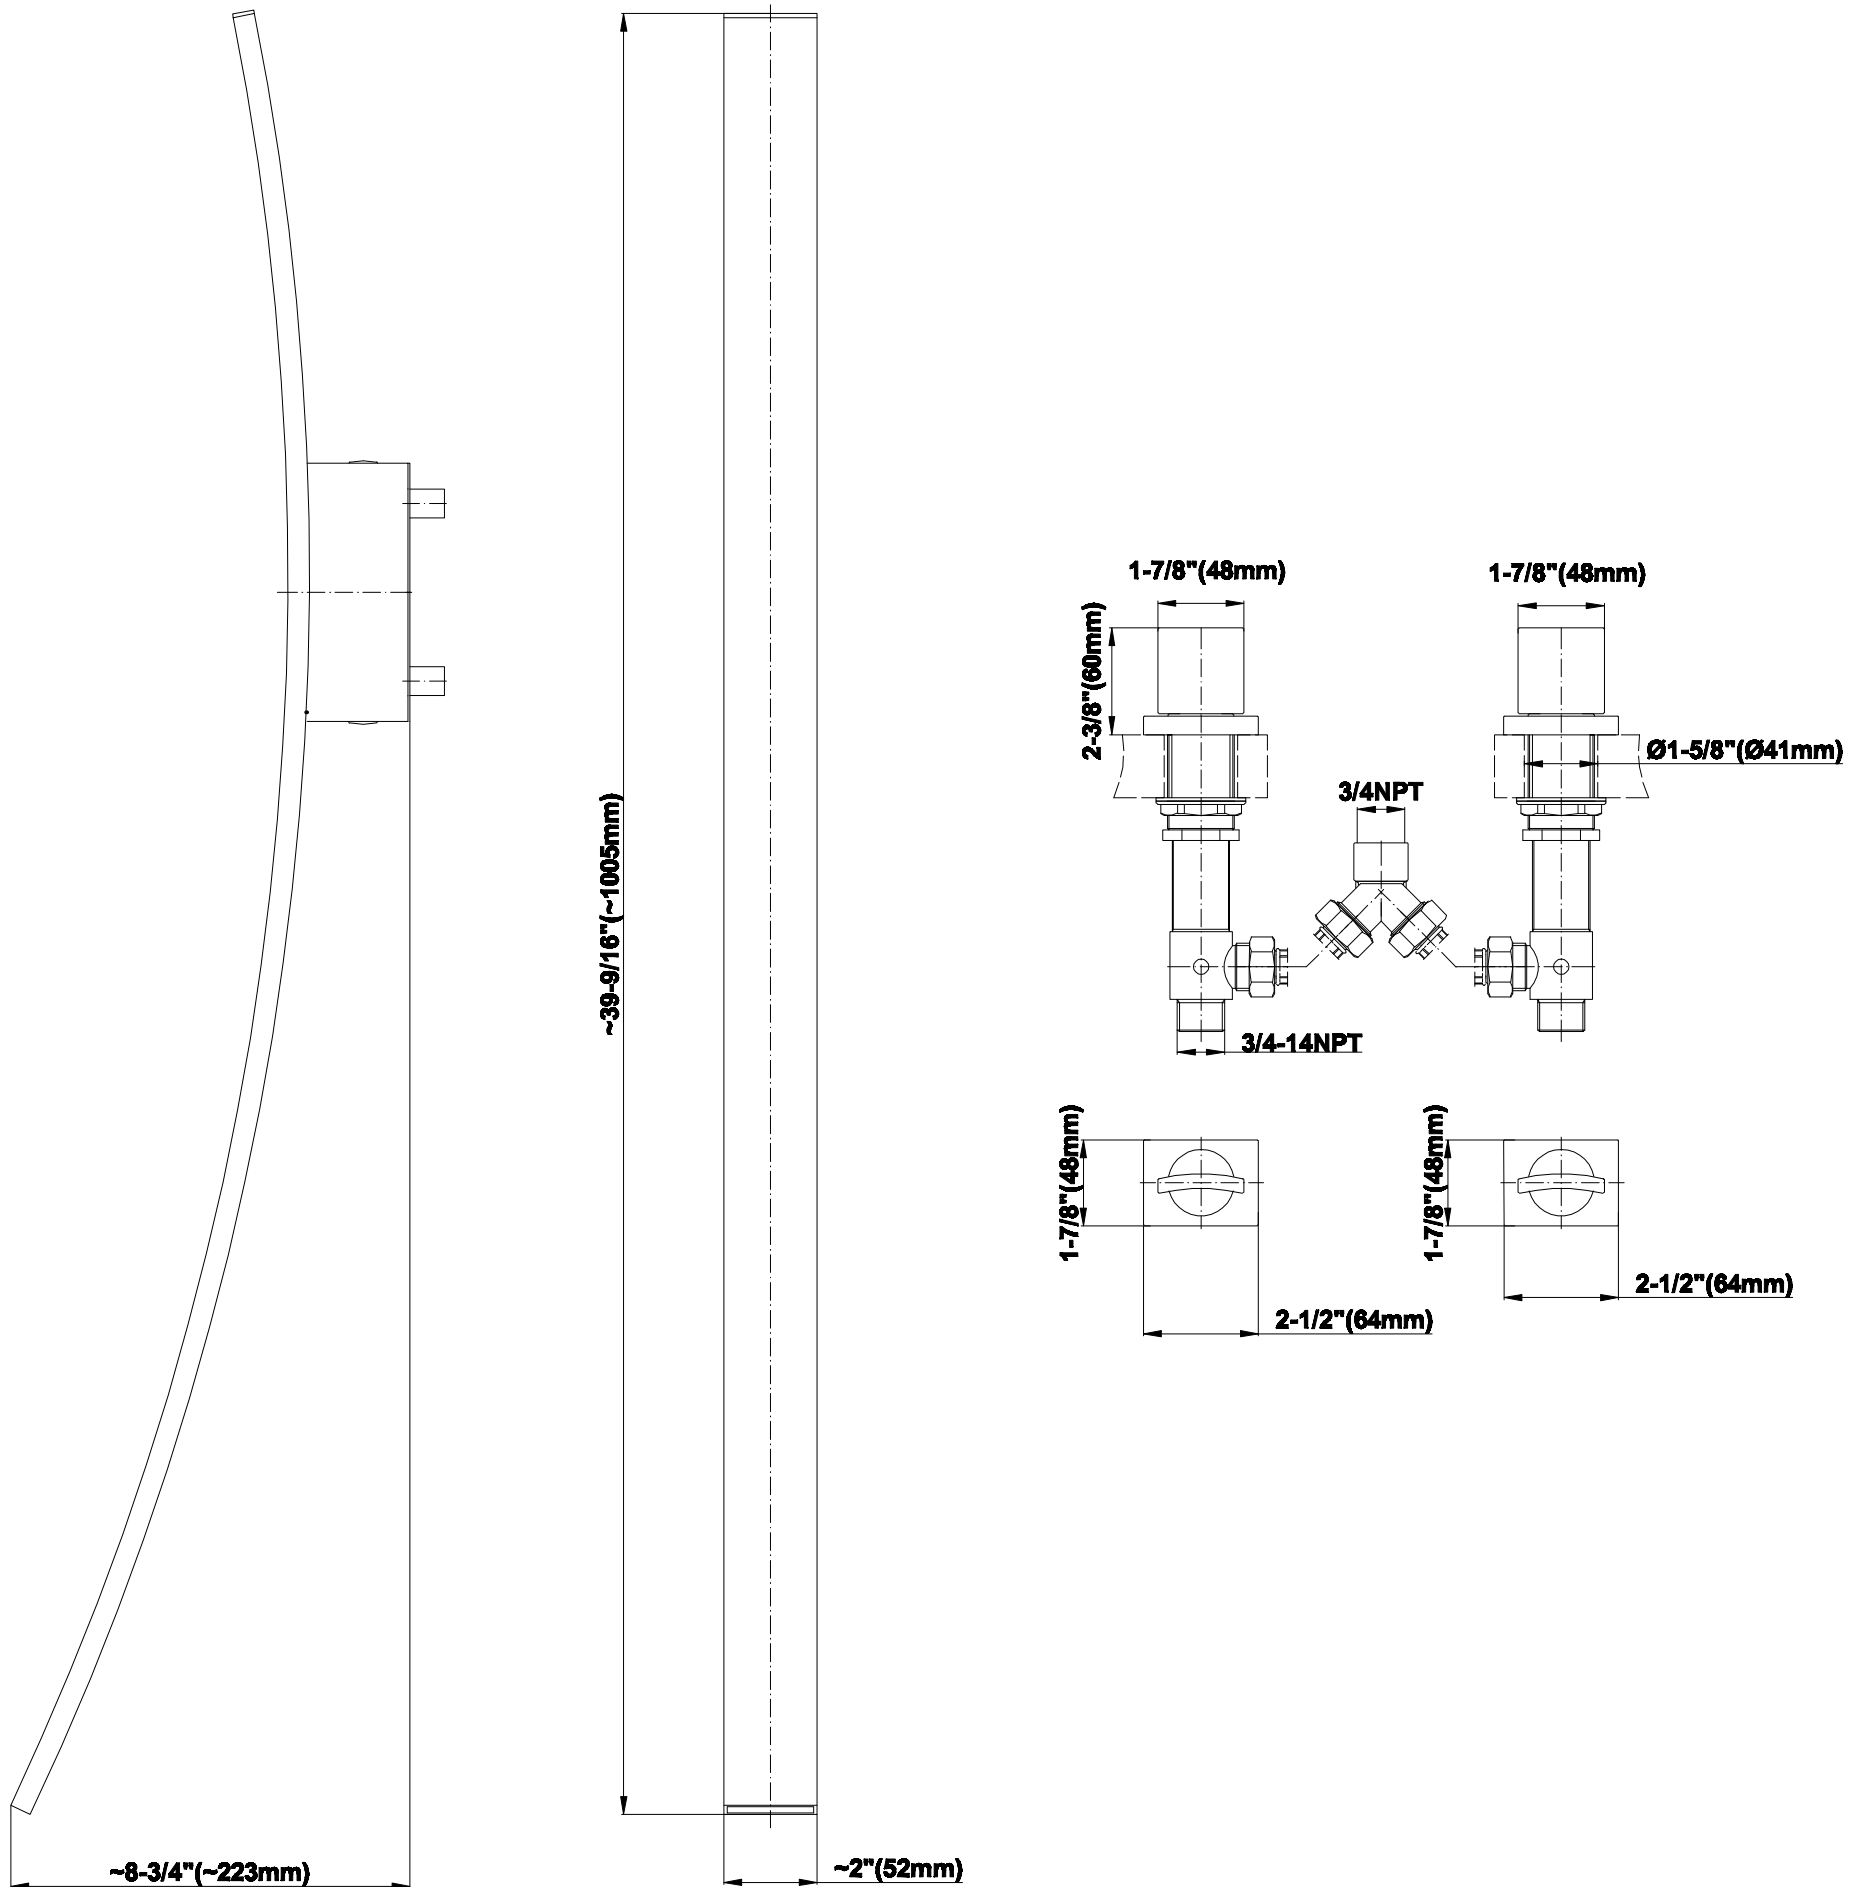 1-7/8"(48mm)
1-7/8"(48mm)
2-3/8"(60mm)
Ø1-5/8"(Ø41mm)
3/4NPT
~39-9/16"(~1005mm)
3/4-14NPT
1-7/8"(48mm)
1-7/8"(48mm)
2-1/2"(64mm)
2-1/2"(64mm)
~8-3/4"(~223mm)
~2"(52mm)